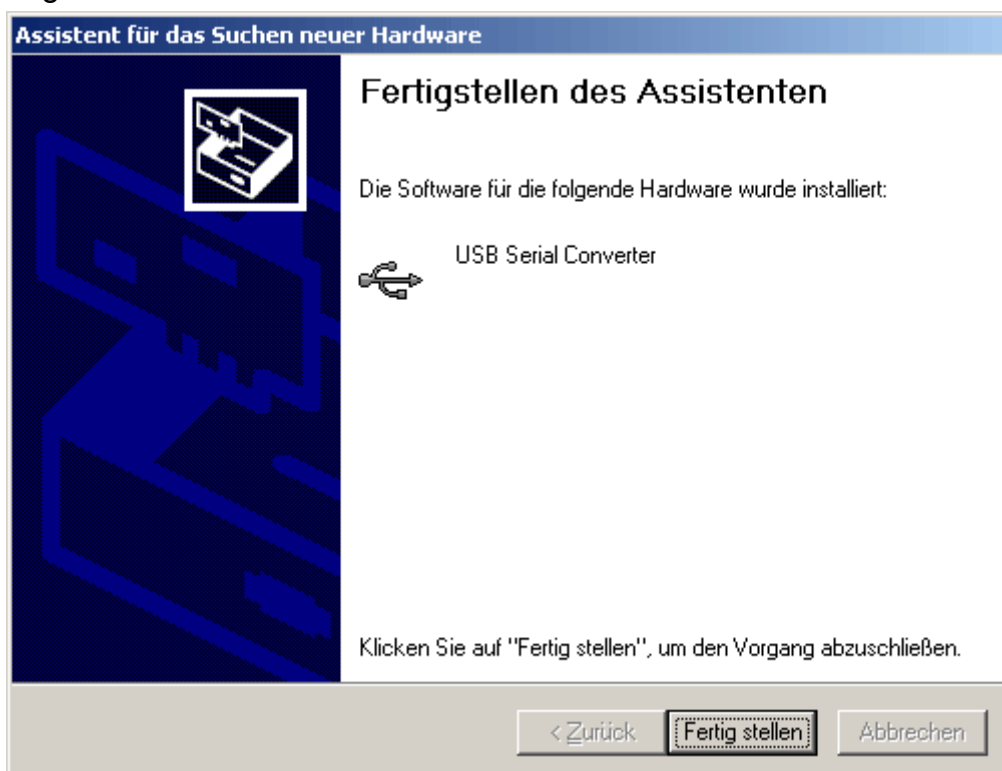 Assistent für das Suchen neuer Hardware
Fertigstellen des Assistenten
Die Software für die folgende Hardware wurde installiert:
USB Serial Converter
Klicken Sie auf "Fertig stellen", um den Vorgang abzuschließen.
< Zurück Fertig stellen Abbrechen